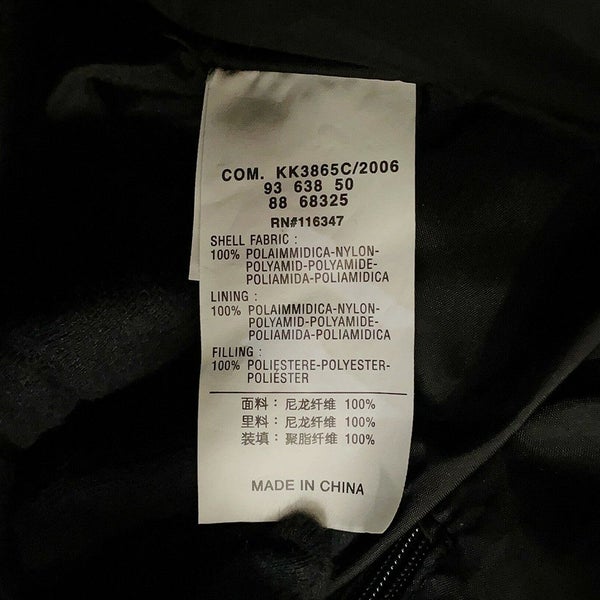 COM. KK3865C/2006
93 638 50
88 68325
RN#116347
SHELL FABRIC :
100% POLAIMMIDICA-NYLON-
POLYAMID-POLYAMIDE-
POLIAMIDA-POLIAMIDICA
LINING :
100% POLAIMMIDICA-NYLON-
POLYAMID-POLYAMIDE-
POLIAMIDA-POLIAMIDICA
FILLING :
100% POLIESTERE-POLYESTER-
POLIÉSTER
面料：尼龙纤维 100%
里料：尼龙纤维 100%
装填：聚脂纤维 100%
MADE IN CHINA